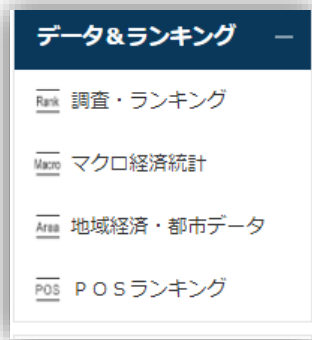 データ&ランキング －
Rank 調査・ランキング
Macro マクロ経済統計
Area 地域経済・都市データ
POS ＰＯＳランキング